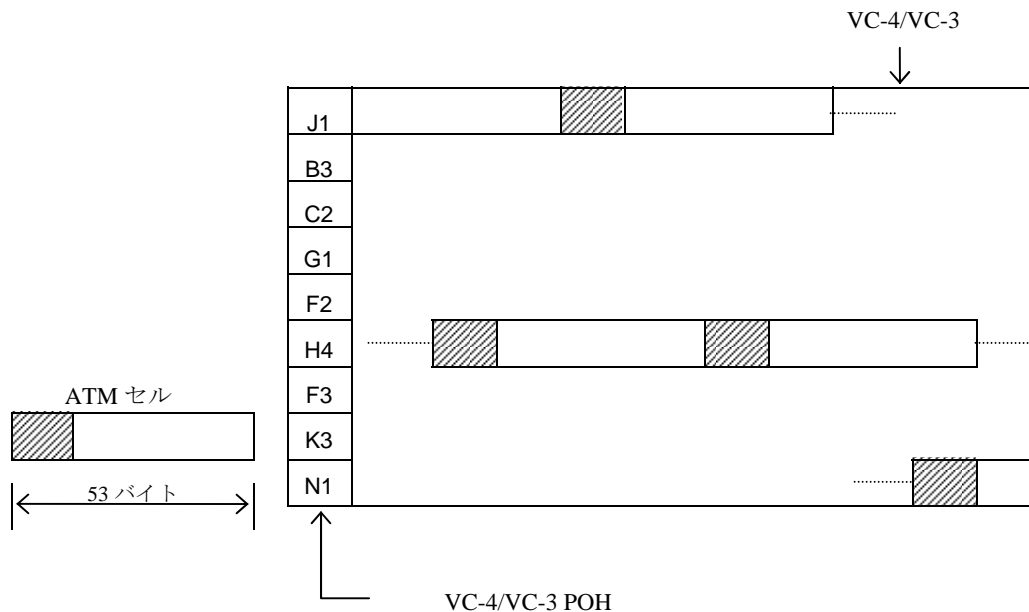 VC-4/VC-3
J1
B3
C2
G1
F2
H4
F3
K3
N1
ATM セル
53 バイト
VC-4/VC-3 POH